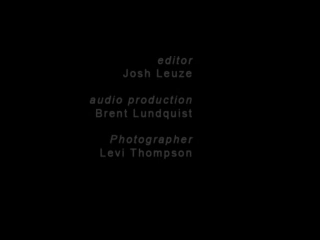 editor
Josh Leuze
audio production
Brent Lundquist
Photographer
Levi Thompson